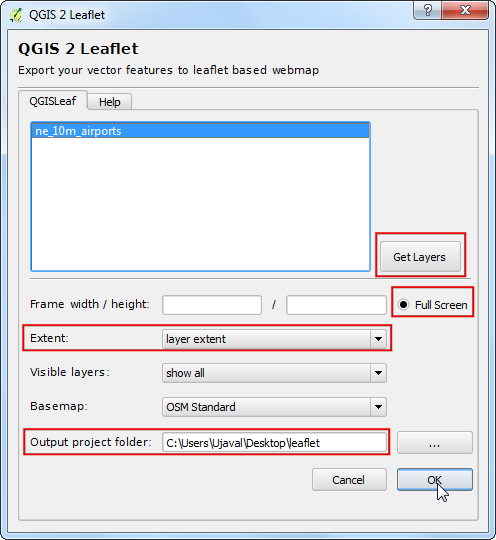 QGIS 2 Leaflet
QGIS 2 Leaflet
Export your vector features to leaflet based webmap
QGISLeaf Help
ne_10m_airports
Get Layers
Frame width / height: / Full Screen
Extent: layer extent
Visible layers: show all
Basemap: OSM Standard
Output project folder: C:\Users\Ujaval\Desktop\leaflet ...
Cancel OK